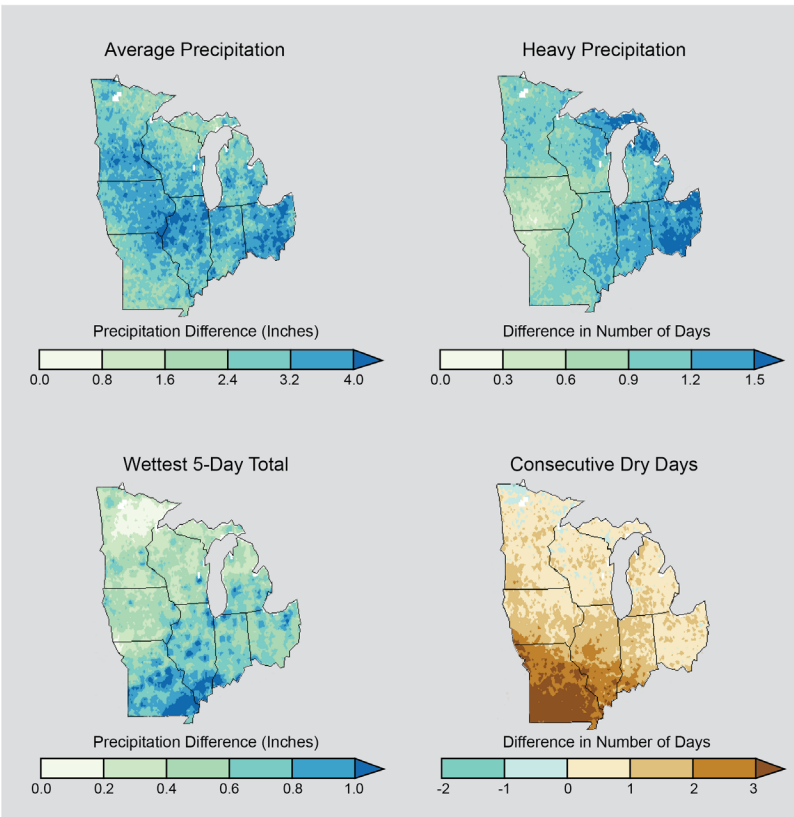 Average Precipitation
Heavy Precipitation
Precipitation Difference (Inches)
0.0 0.8 1.6 2.4 3.2 4.0
Difference in Number of Days
0.0 0.3 0.6 0.9 1.2 1.5
Wettest 5-Day Total
Consecutive Dry Days
Precipitation Difference (Inches)
0.0 0.2 0.4 0.6 0.8 1.0
Difference in Number of Days
-2 -1 0 1 2 3